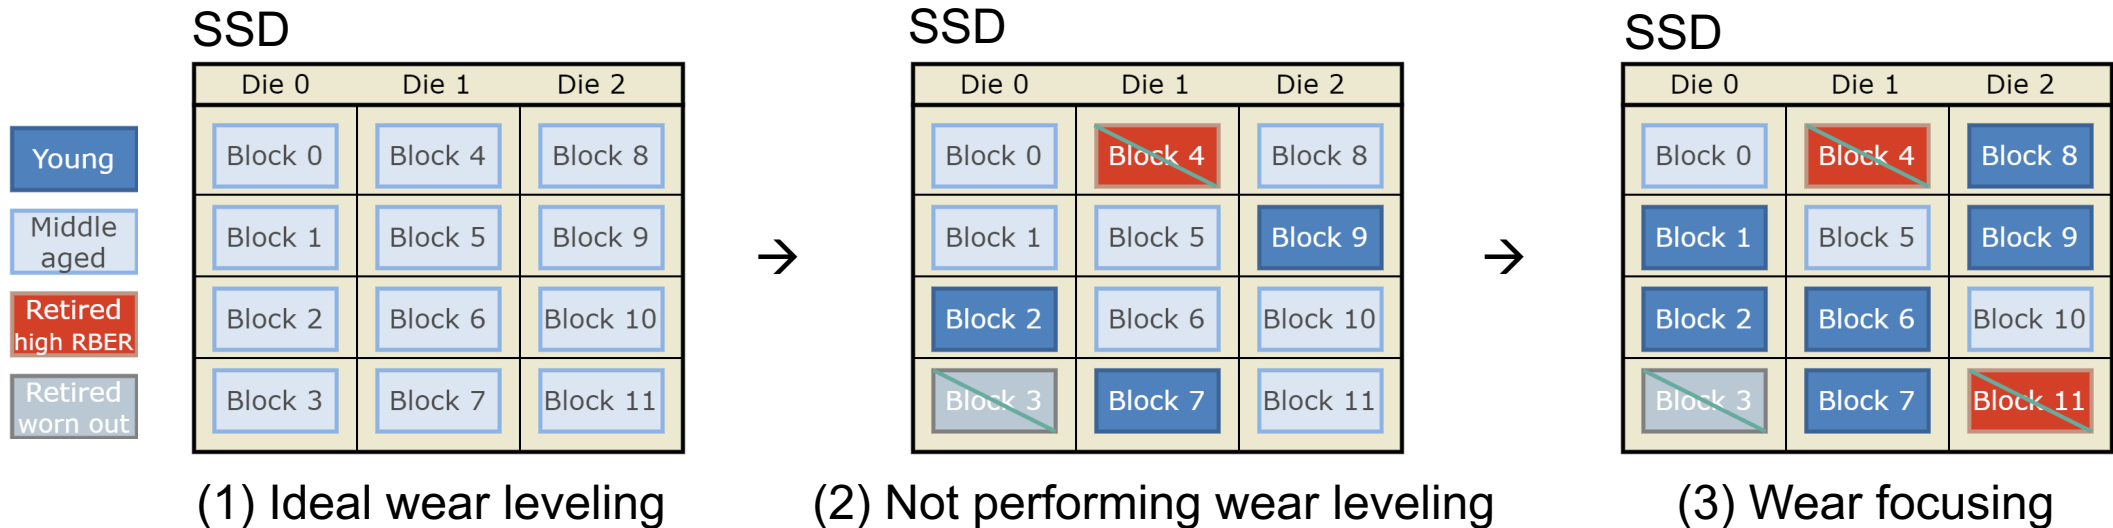 SSD
SSD
SSD
Young
Middle
aged
Retired
high RBER
Retired
worn out
Die 0 Die 1 Die 2
Block 0 Block 4 Block 8
Block 1 Block 5 Block 9
Block 2 Block 6 Block 10
Block 3 Block 7 Block 11
(1) Ideal wear leveling
→
Die 0 Die 1 Die 2
Block 0 Block 4 Block 8
Block 1 Block 5 Block 9
Block 2 Block 6 Block 10
Block 3 Block 7 Block 11
(2) Not performing wear leveling
→
Die 0 Die 1 Die 2
Block 0 Block 4 Block 8
Block 1 Block 5 Block 9
Block 2 Block 6 Block 10
Block 3 Block 7 Block 11
(3) Wear focusing